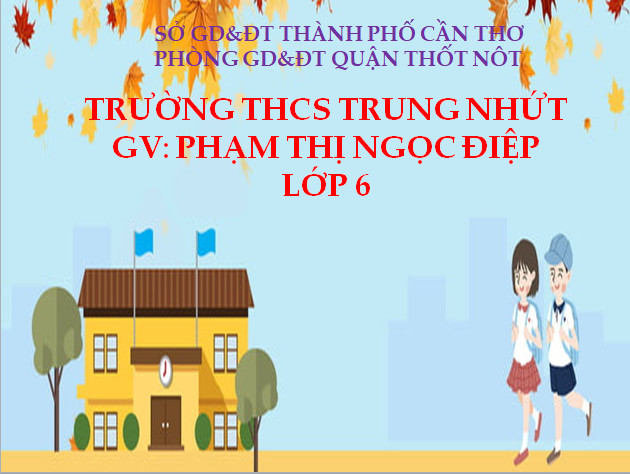 SỞ GD&ĐT THÀNH PHỐ CẦN THƠ
PHÒNG GD&ĐT QUẬN THỐT NÔT
TRƯỜNG THCS TRUNG NHỨT
GV: PHẠM THỊ NGỌC ĐIỆP
LỚP 6